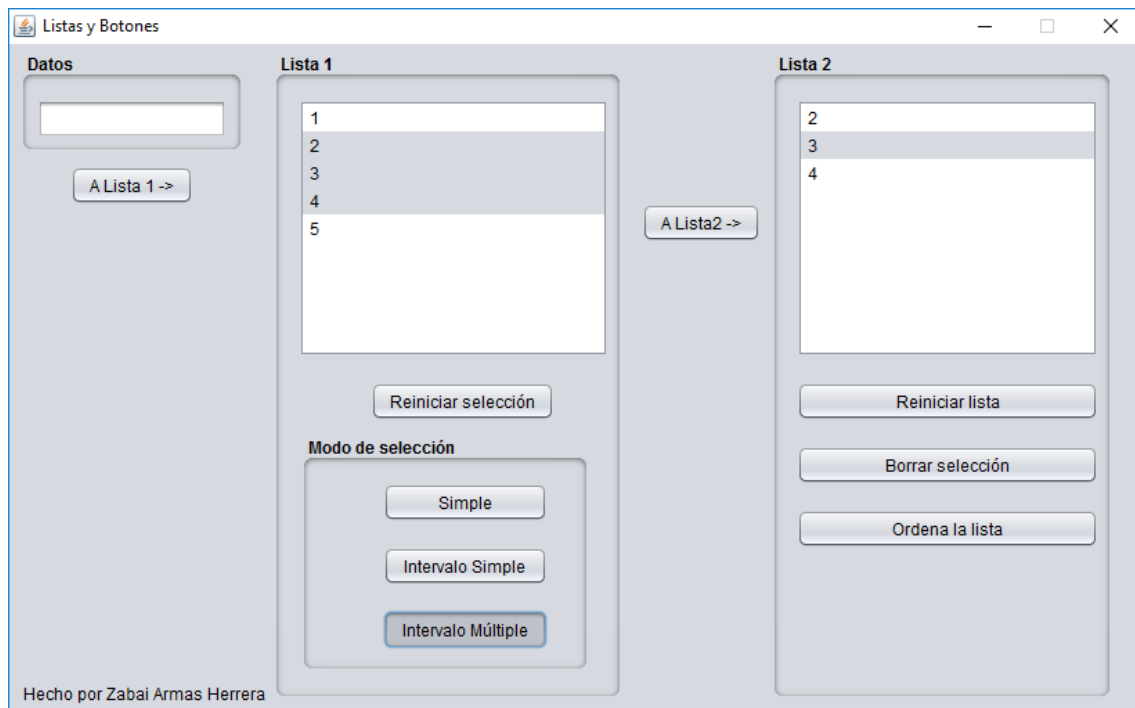 Listas y Botones
Datos
A Lista 1 ->
Lista 1
1
2
3
4
5
Reiniciar selección
Modo de selección
Simple
Intervalo Simple
Intervalo Múltiple
A Lista2 ->
Lista 2
2
3
4
Reiniciar lista
Borrar selección
Ordena la lista
Hecho por Zabai Armas Herrera